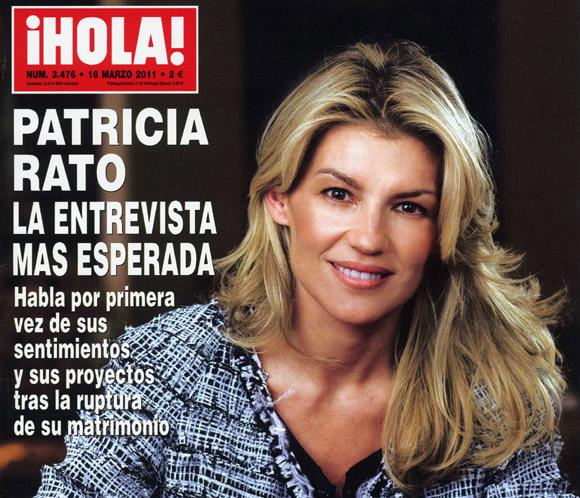 ¡HOLA!
NUM. 3.476 • 16 MARZO 2011 • 2 €
PATRICIA
RATO
LA ENTREVISTA
MAS ESPERADA
Habla por primera
vez de sus
sentimientos
y sus proyectos
tras la ruptura
de su matrimonio